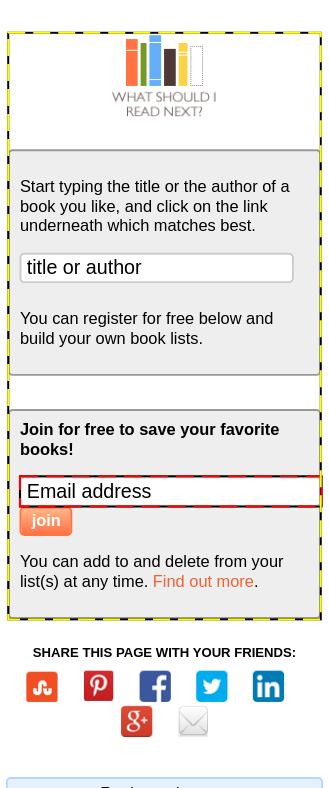 WHAT SHOULD I
READ NEXT?
Start typing the title or the author of a
book you like, and click on the link
underneath which matches best.
title or author
You can register for free below and
build your own book lists.
Join for free to save your favorite
books!
Email address
join
You can add to and delete from your
list(s) at any time. Find out more.
SHARE THIS PAGE WITH YOUR FRIENDS: